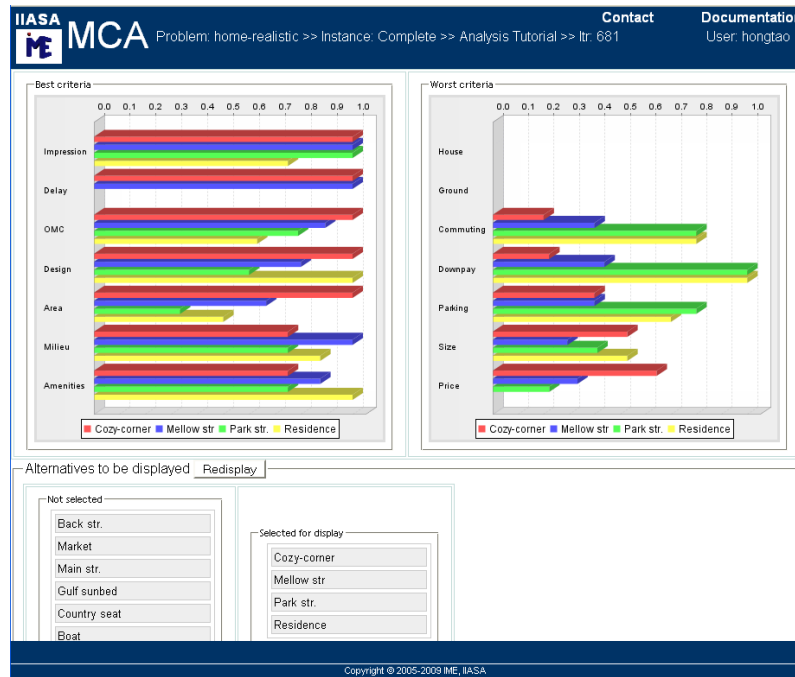 IIASA
iME
MCA Problem: home-realistic >> Instance: Complete >> Analysis Tutorial >> Itr: 681
Contact Documentatio
User: hongtao
Best criteria
0.0 0.1 0.2 0.3 0.4 0.5 0.6 0.7 0.8 0.9 1.0
Impression
Delay
OMC
Design
Area
Milieu
Amenities
Cozy-corner Mellow str Park str. Residence
Worst criteria
0.0 0.1 0.2 0.3 0.4 0.5 0.6 0.7 0.8 0.9 1.0
House
Ground
Commuting
Downpay
Parking
Size
Price
Cozy-corner Mellow str Park str. Residence
Alternatives to be displayed Redisplay
Not selected
Back str.
Market
Main str.
Gulf sunbed
Country seat
Boat
Selected for display
Cozy-corner
Mellow str
Park str.
Residence
Copyright © 2005-2009 IME, IIASA